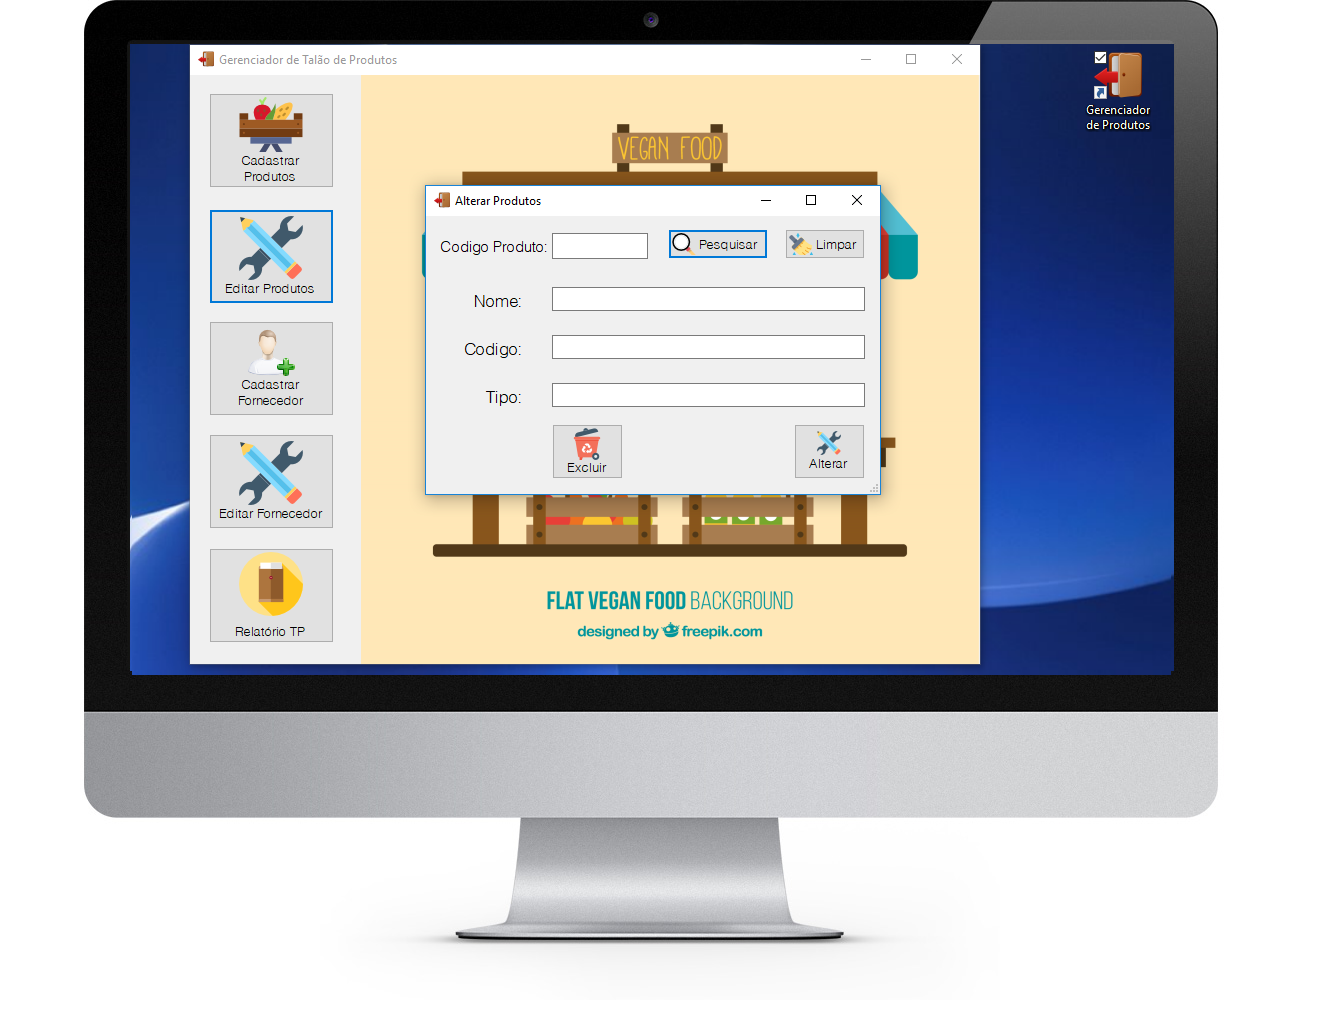 Gerenciador de Talão de Produtos
Gerenciador
de Produtos
Cadastrar
Produtos
Editar Produtos
Cadastrar
Fornecedor
Editar Fornecedor
Relatório TP
VEGAN FOOD
Alterar Produtos
Codigo Produto:
Pesquisar
Limpar
Nome:
Codigo:
Tipo:
Excluir
Alterar
FLAT VEGAN FOOD BACKGROUND
designed by freepik.com